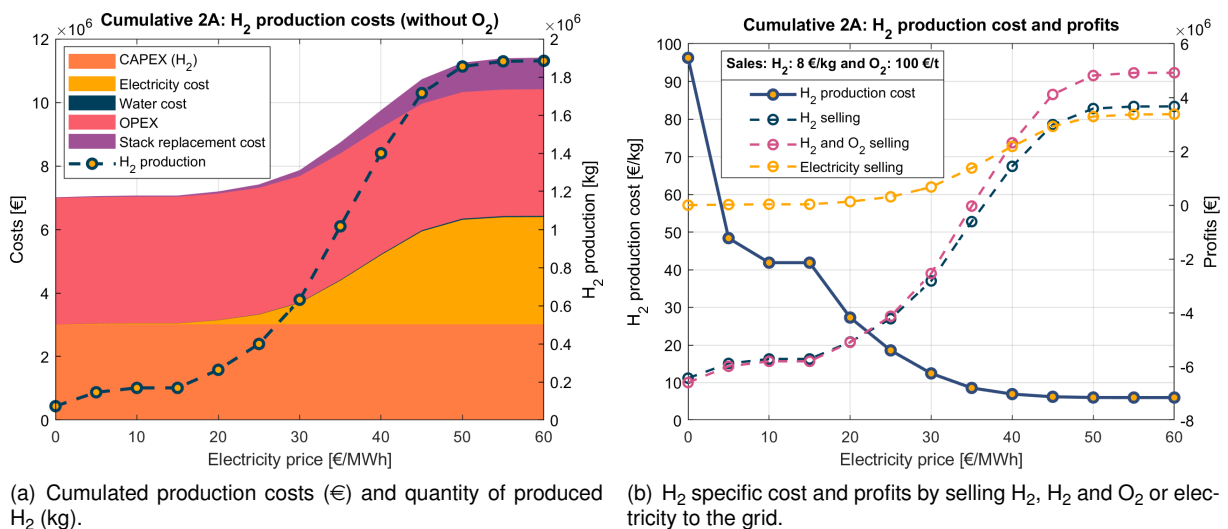 Cumulative 2A: H2 production costs (without O2)
×10^6
×10^6
12
10
8
6
4
2
0
Costs [€]
CAPEX (H2)
Electricity cost
Water cost
OPEX
Stack replacement cost
H2 production
2
1.8
1.6
1.4
1.2
1
0.8
0.6
0.4
0.2
0
H2 production [kg]
0 10 20 30 40 50 60
Electricity price [€/MWh]
(a) Cumulated production costs (€) and quantity of produced
H2 (kg).
Cumulative 2A: H2 production cost and profits
×10^6
100
90
80
70
60
50
40
30
20
10
0
H2 production cost [€/kg]
Sales: H2: 8 €/kg and O2: 100 €/t
H2 production cost
H2 selling
H2 and O2 selling
Electricity selling
6
4
2
0
-2
-4
-6
-8
Profits [€]
0 10 20 30 40 50 60
Electricity price [€/MWh]
(b) H2 specific cost and profits by selling H2, H2 and O2 or elec-
tricity to the grid.